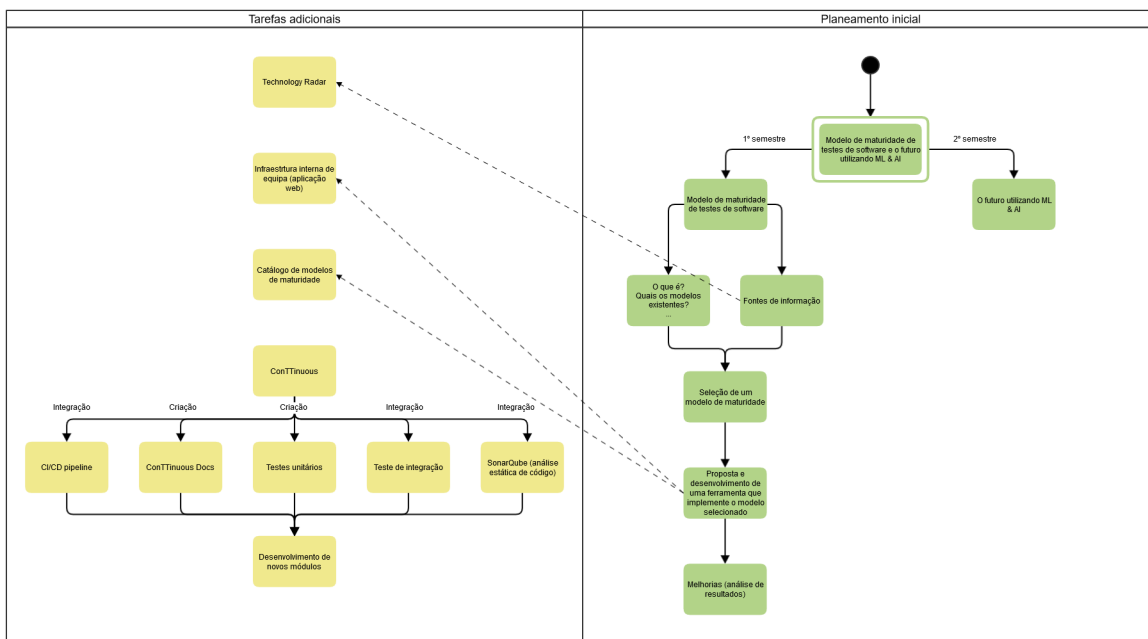 Tarefas adicionais
Technology Radar
Infraestrtura interna de
equipa (aplicação
web)
Catálogo de modelos
de maturidade
ConTTinuous
Integração
Criação
Criação
Integração
Integração
CI/CD pipeline
ConTTinuous Docs
Testes unitários
Teste de integração
SonarQube (análise
estática de código)
Desenvolvimento de
novos módulos
Planeamento inicial
Modelo de maturidade de
testes de software e o futuro
utilizando ML & AI
1º semestre
2º semestre
Modelo de maturidade
de testes de software
O futuro utilizando ML
& AI
O que é?
Quais os modelos
existentes?
...
Fontes de informação
Seleção de um
modelo de maturidade
Proposta e
desenvolvimento de
uma ferramenta que
implemente o modelo
selecionado
Melhorias (análise de
resultados)